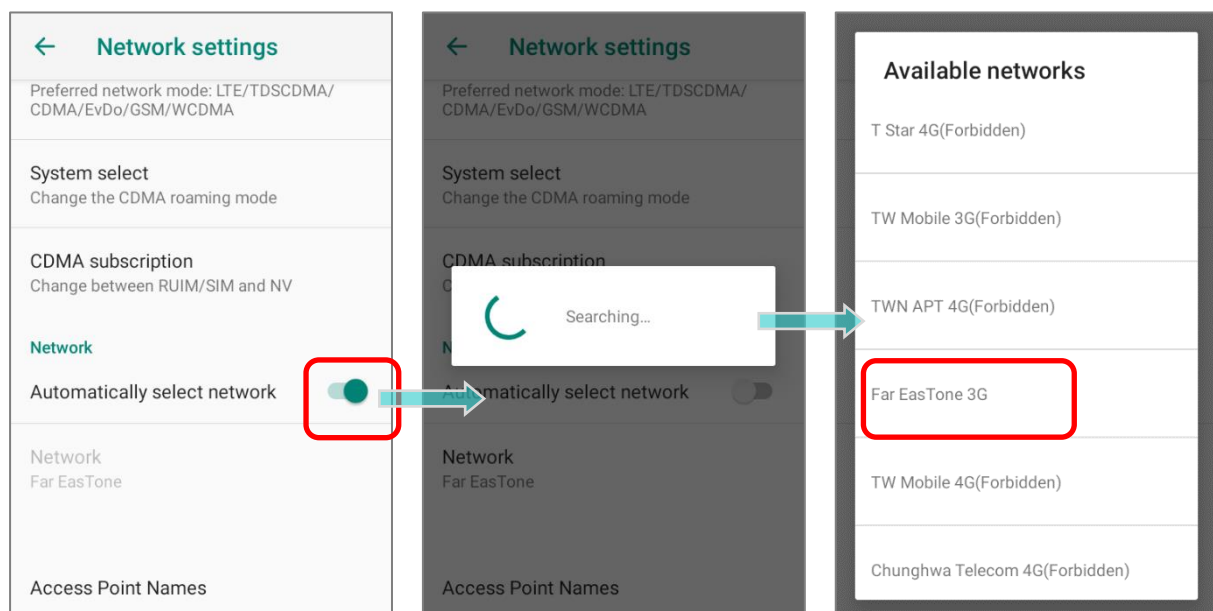 Network settings
Preferred network mode: LTE/TDSCDMA/
CDMA/EvDo/GSM/WCDMA
System select
Change the CDMA roaming mode
CDMA subscription
Change between RUIM/SIM and NV
Network
Automatically select network
Network
Far EasTone
Access Point Names
Network settings
Preferred network mode: LTE/TDSCDMA/
CDMA/EvDo/GSM/WCDMA
System select
Change the CDMA roaming mode
CDMA subscription
C
Searching...
N
Automatically select network
Network
Far EasTone
Access Point Names
Available networks
T Star 4G(Forbidden)
TW Mobile 3G(Forbidden)
TWN APT 4G(Forbidden)
Far EasTone 3G
TW Mobile 4G(Forbidden)
Chunghwa Telecom 4G(Forbidden)